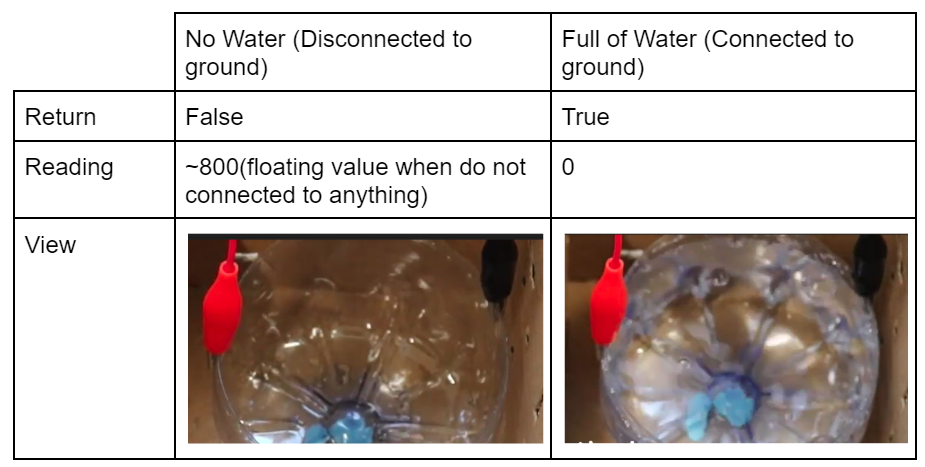 No Water (Disconnected to
ground)
Full of Water (Connected to
ground)
Return
False
True
Reading
~800(floating value when do not
connected to anything)
0
View